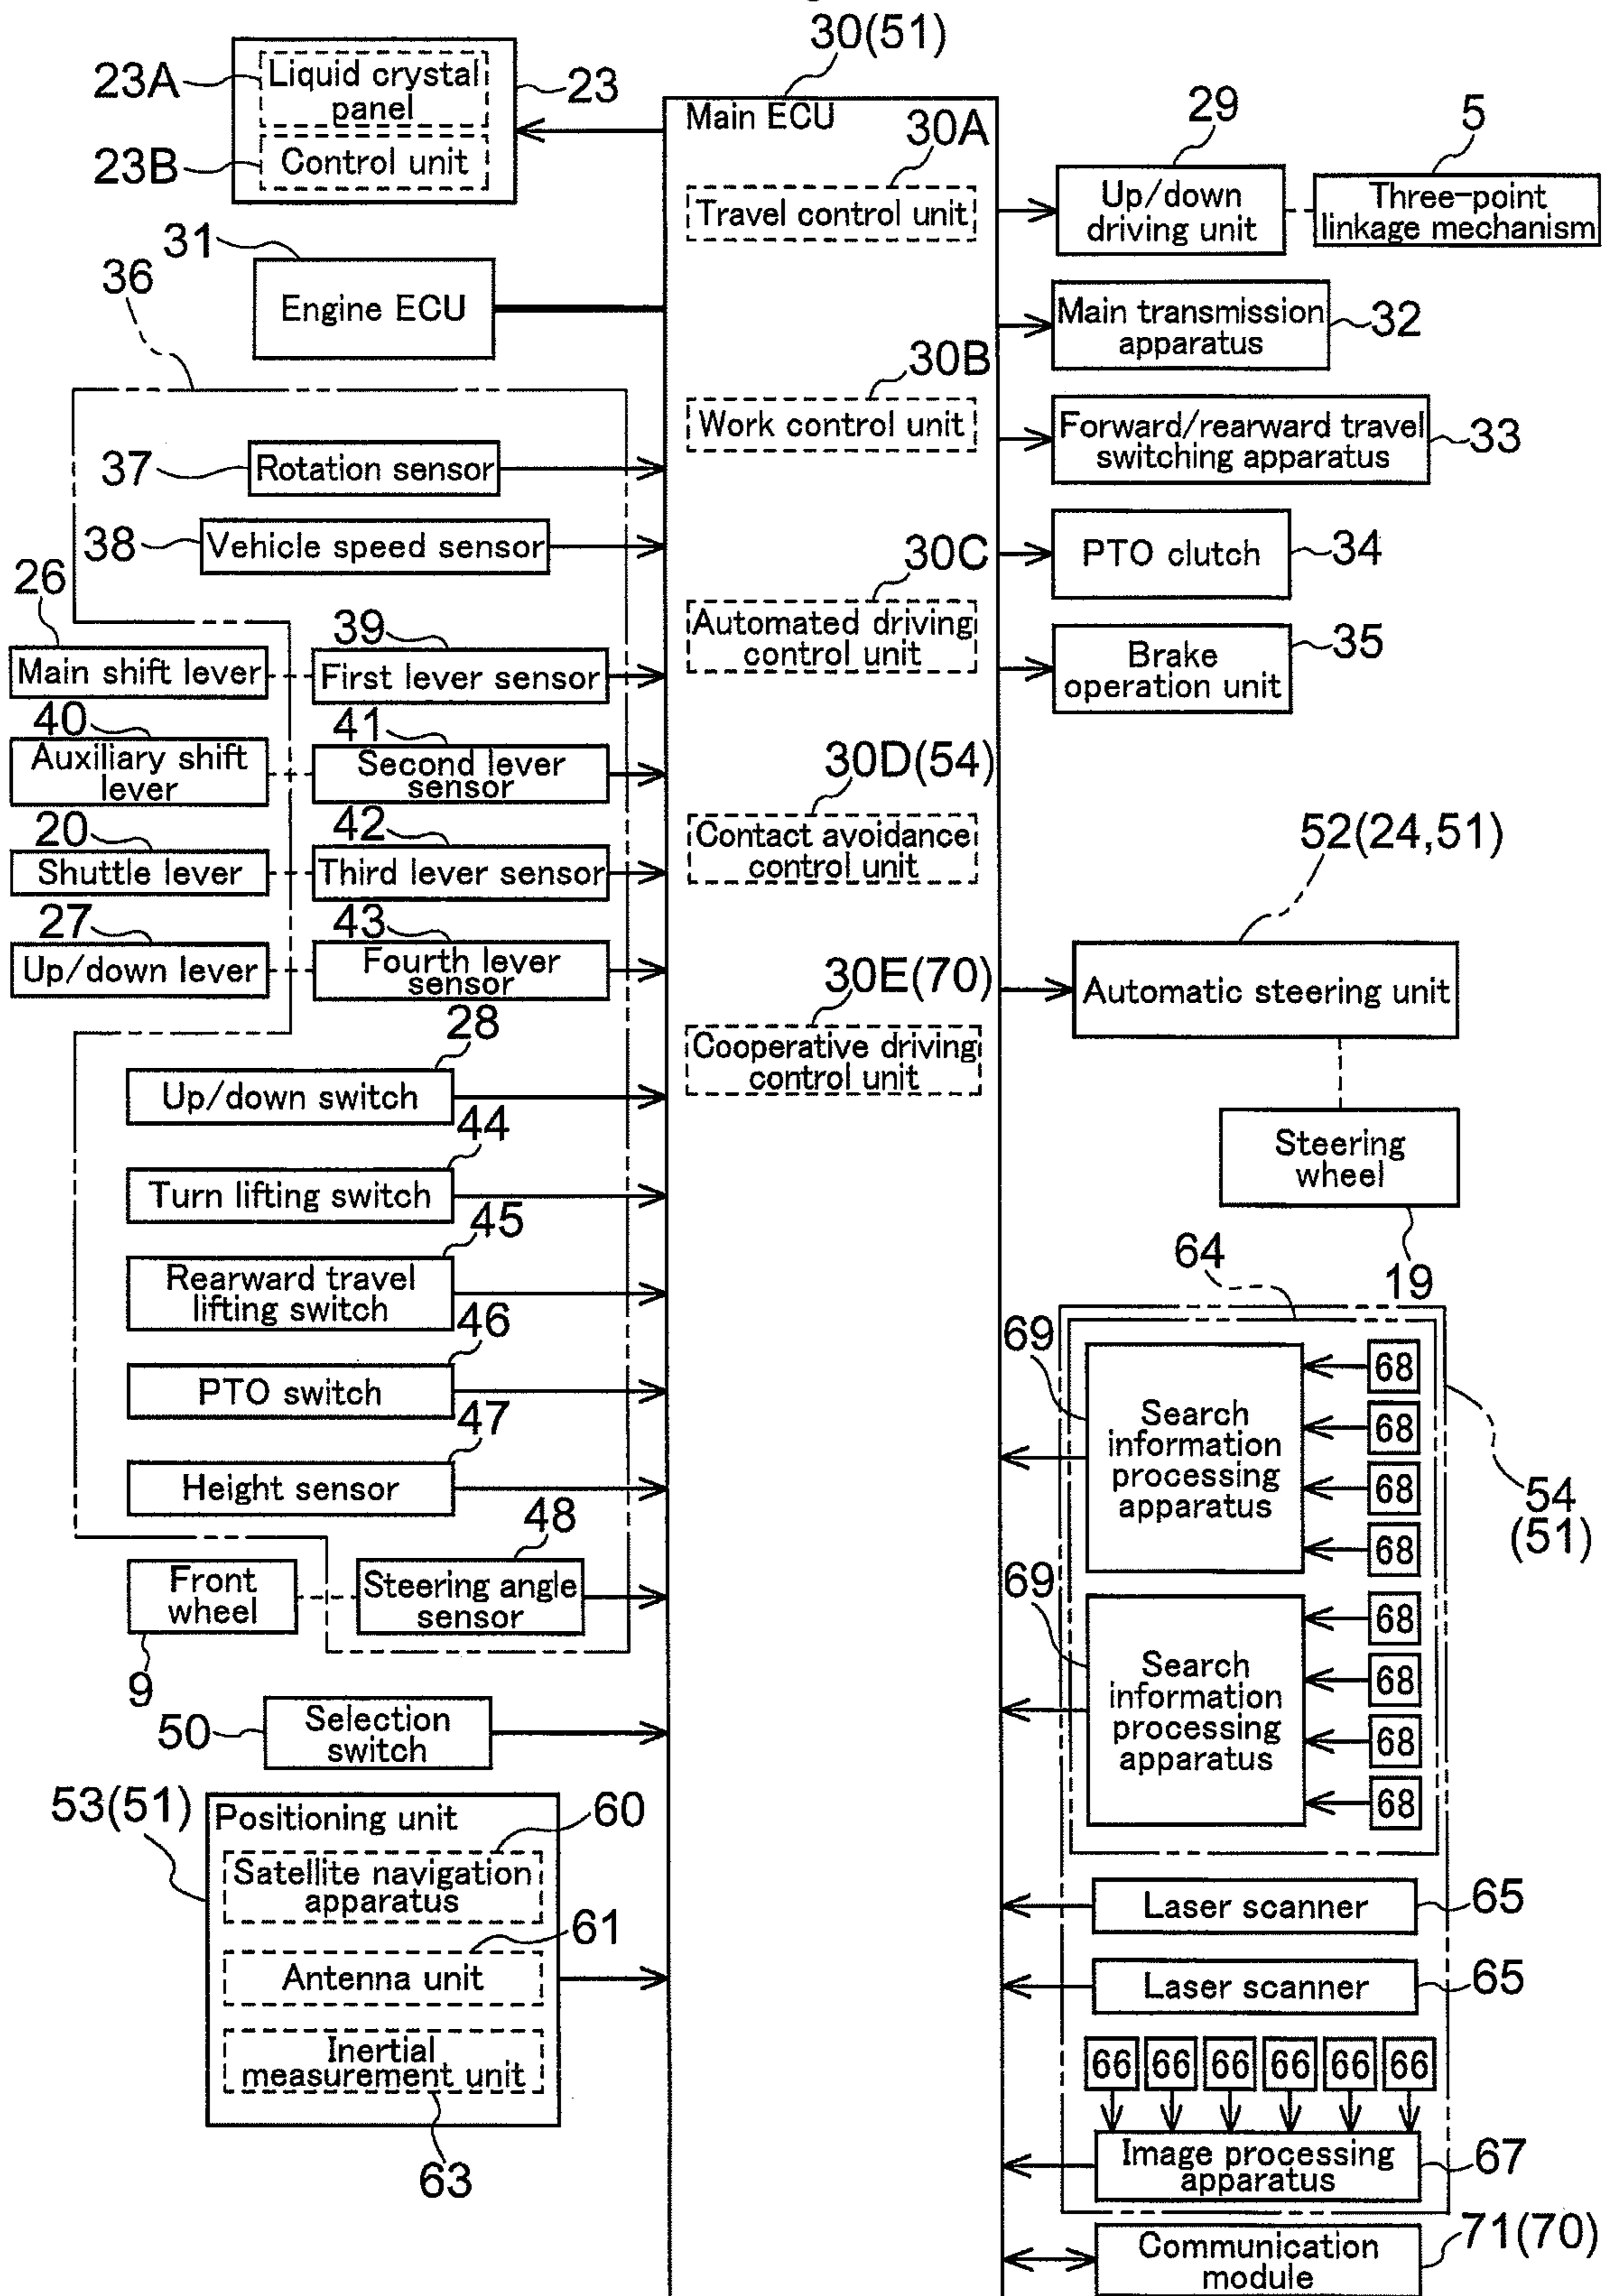 30(51)
23A
Liquid crystal
panel
23
23B
Control unit
Main ECU
30A
Travel control unit
29
5
Up/down
driving unit
Three-point
linkage mechanism
31
Engine ECU
36
Main transmission
apparatus
32
30B
Work control unit
Forward/rearward travel
switching apparatus
33
37
Rotation sensor
38
Vehicle speed sensor
30C
PTO clutch
34
26
Main shift lever
39
First lever sensor
Automated driving
control unit
Brake
operation unit
35
40
Auxiliary shift
lever
41
Second lever
sensor
30D(54)
Contact avoidance
control unit
20
Shuttle lever
42
Third lever sensor
52(24,51)
27
Up/down lever
43
Fourth lever
sensor
30E(70)
Cooperative driving
control unit
Automatic steering unit
28
Up/down switch
Steering
wheel
19
44
Turn lifting switch
45
Rearward travel
lifting switch
46
PTO switch
47
Height sensor
48
Front
wheel
9
Steering angle
sensor
50
Selection
switch
64
69
Search
information
processing
apparatus
68
68
68
68
54
(51)
69
Search
information
processing
apparatus
68
68
68
68
53(51)
Positioning unit
60
Satellite navigation
apparatus
61
Antenna unit
Inertial
measurement unit
63
Laser scanner
65
Laser scanner
65
66 66 66 66 66 66
Image processing
apparatus
67
Communication
module
71(70)